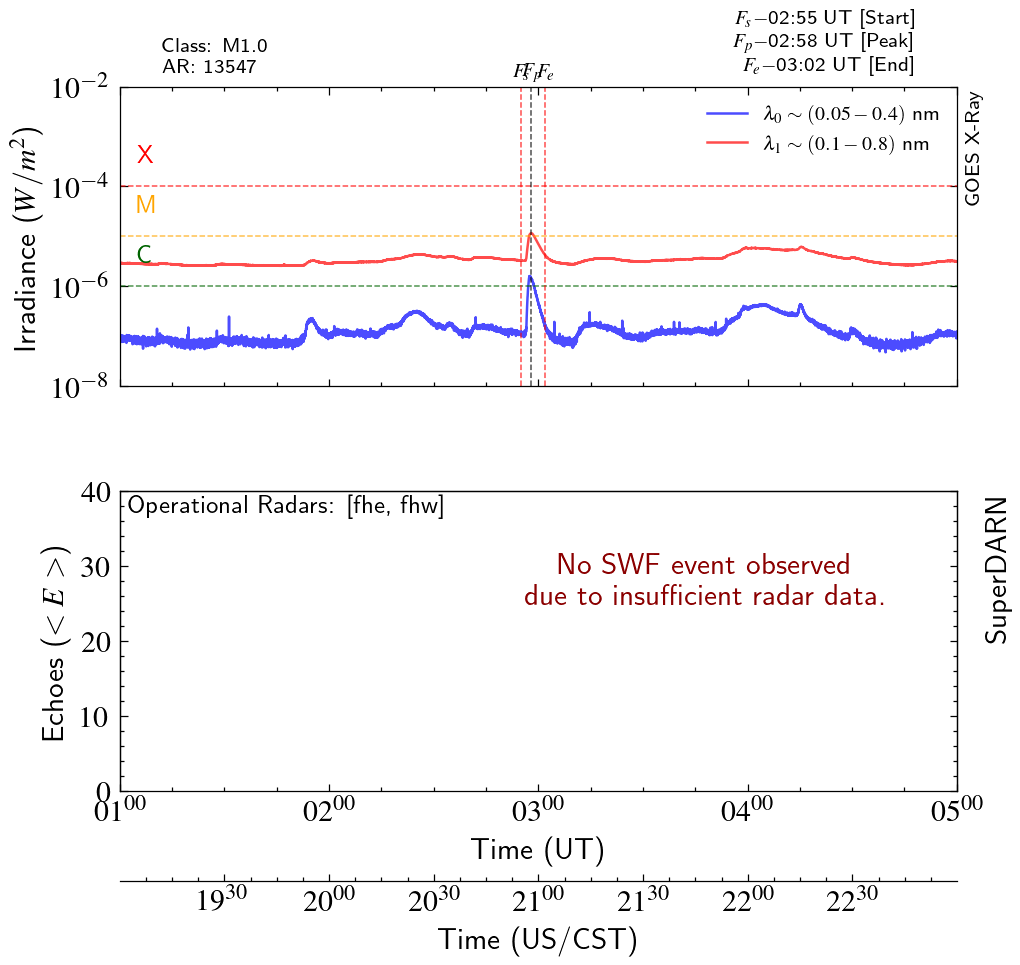 F_s−02:55 UT [Start]
Class: M1.0 F_p−02:58 UT [Peak]
AR: 13547 F_e−03:02 UT [End]
F_s F_p F_e
10^−2
λ_0 ∼ (0.05 − 0.4) nm
λ_1 ∼ (0.1 − 0.8) nm
GOES X-Ray
X
Irradiance (W/m^2)
10^−4
M
C
10^−6
10^−8
40
Operational Radars: [fhe, fhw]
No SWF event observed
due to insufficient radar data.
SuperDARN
Echoes (< E >)
30
20
10
0
01^00 02^00 03^00 04^00 05^00
Time (UT)
19^30 20^00 20^30 21^00 21^30 22^00 22^30
Time (US/CST)